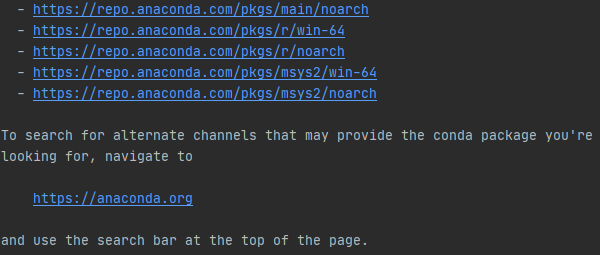 - https://repo.anaconda.com/pkgs/main/noarch
- https://repo.anaconda.com/pkgs/r/win-64
- https://repo.anaconda.com/pkgs/r/noarch
- https://repo.anaconda.com/pkgs/msys2/win-64
- https://repo.anaconda.com/pkgs/msys2/noarch
To search for alternate channels that may provide the conda package you're
looking for, navigate to
https://anaconda.org
and use the search bar at the top of the page.